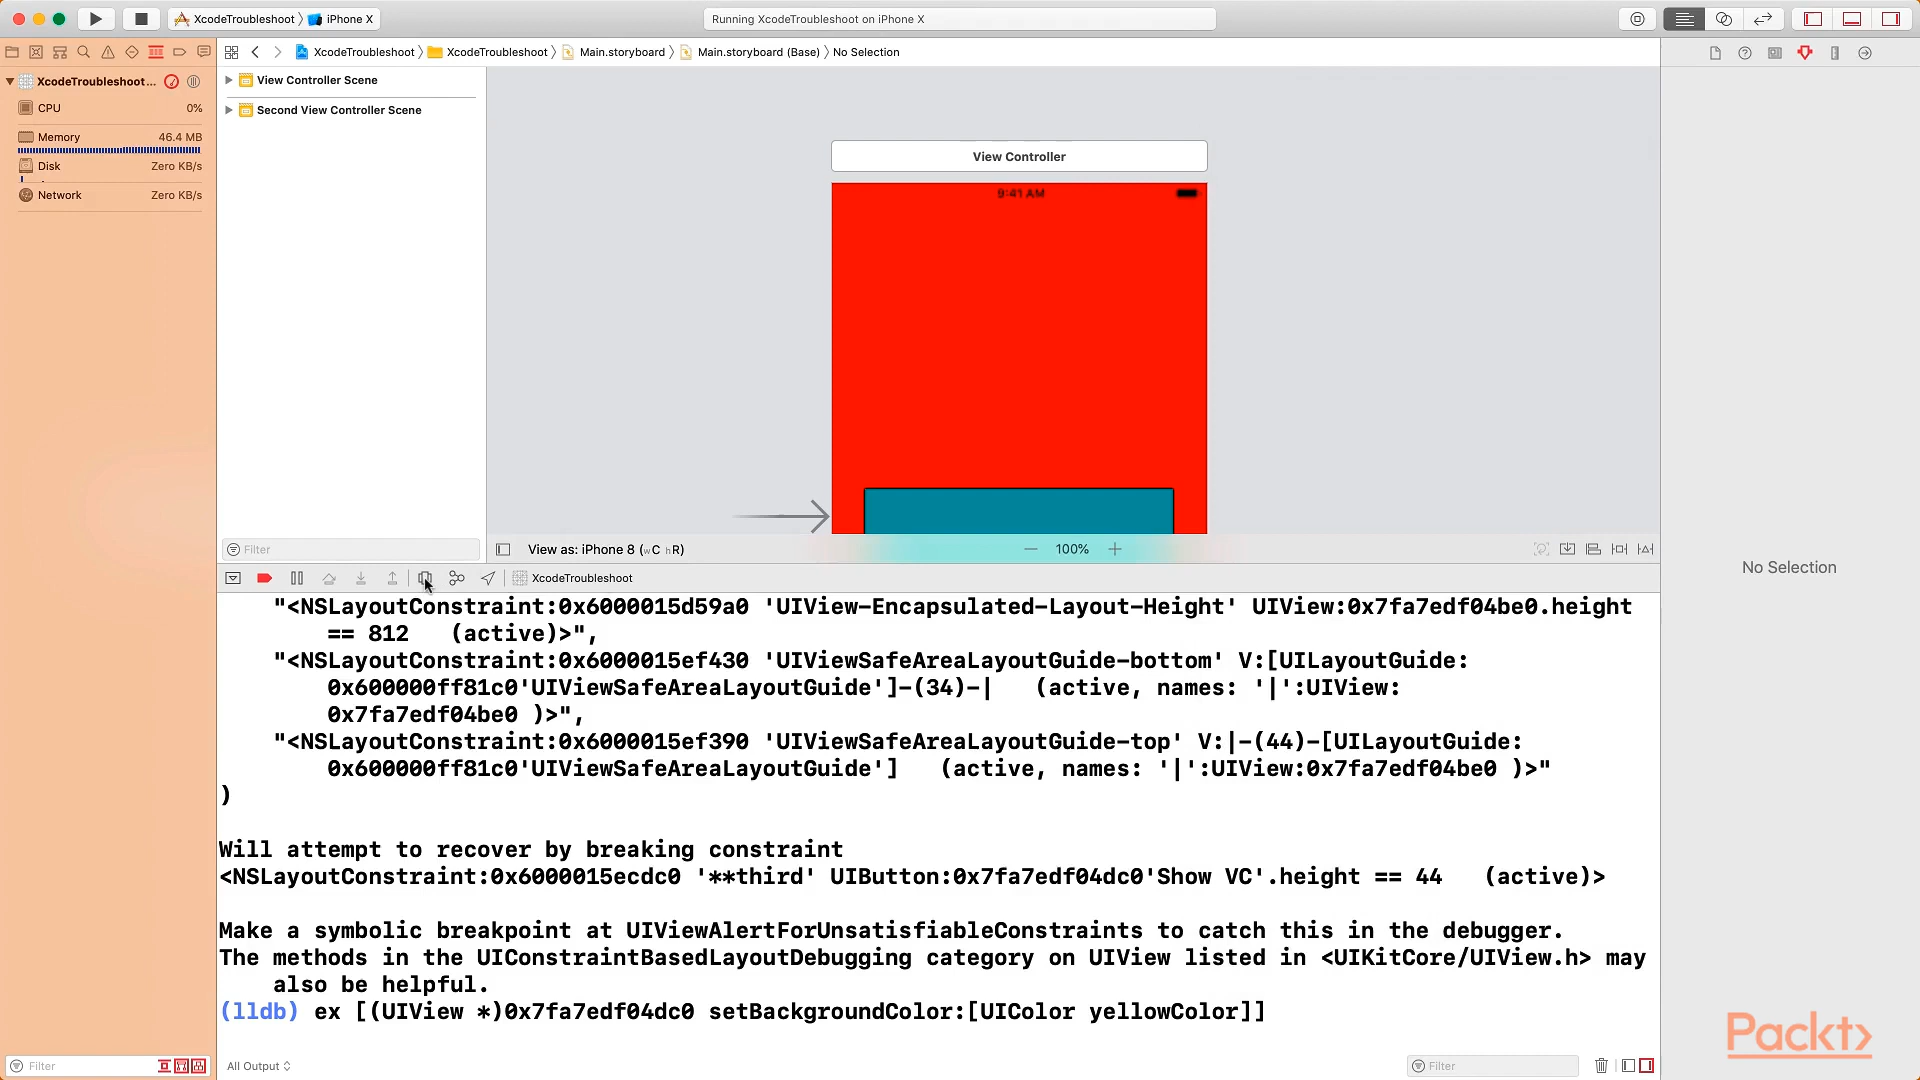 XcodeTroubleshoot
iPhone X
Running XcodeTroubleshoot on iPhone X
XcodeTroubleshoot
XcodeTroubleshoot
Main.storyboard
Main.storyboard (Base)
No Selection
XcodeTroubleshoot...
CPU
0%
Memory
46.4 MB
Disk
Zero KB/s
Network
Zero KB/s
View Controller Scene
Second View Controller Scene
View Controller
9:41 AM
Filter
View as: iPhone 8 (wC hR)
100%
No Selection
XcodeTroubleshoot
"<NSLayoutConstraint:0x6000015d59a0 'UIView-Encapsulated-Layout-Height' UIView:0x7fa7edf04be0.height
== 812   (active)>",
"<NSLayoutConstraint:0x6000015ef430 'UIViewSafeAreaLayoutGuide-bottom' V:[UILayoutGuide:
0x600000ff81c0'UIViewSafeAreaLayoutGuide']-(34)-|   (active, names: '|':UIView:
0x7fa7edf04be0 )>",
"<NSLayoutConstraint:0x6000015ef390 'UIViewSafeAreaLayoutGuide-top' V:|-(44)-[UILayoutGuide:
0x600000ff81c0'UIViewSafeAreaLayoutGuide']   (active, names: '|':UIView:0x7fa7edf04be0 )>"
)
Will attempt to recover by breaking constraint
<NSLayoutConstraint:0x6000015ecdc0 '**third' UIButton:0x7fa7edf04dc0'Show VC'.height == 44   (active)>
Make a symbolic breakpoint at UIViewAlertForUnsatisfiableConstraints to catch this in the debugger.
The methods in the UIConstraintBasedLayoutDebugging category on UIView listed in <UIKitCore/UIView.h> may
also be helpful.
(lldb) ex [(UIView *)0x7fa7edf04dc0 setBackgroundColor:[UIColor yellowColor]]
Filter
All Output
Filter
Packt>